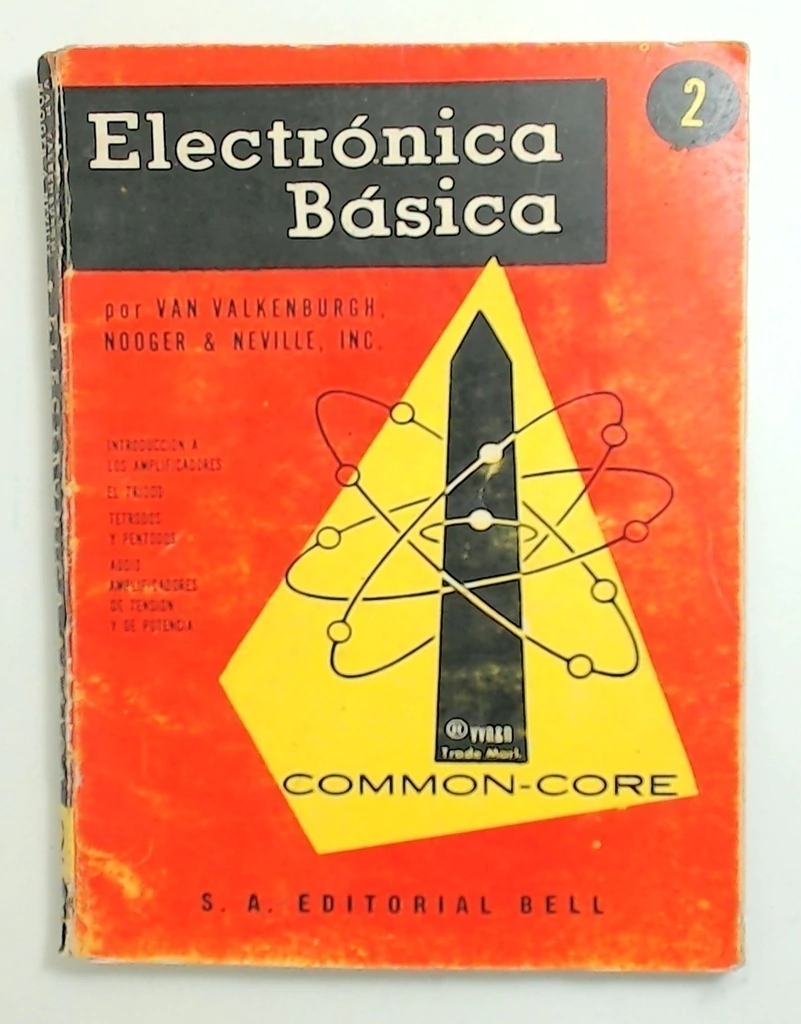 2
Electrónica
Básica
por VAN VALKENBURGH,
NOOGER & NEVILLE, INC.
INTRODUCCION A
LOS AMPLIFICADORES
EL TRIODO
TETRODOS
Y PENTODOS
AUDIO
AMPLIFICADORES
DE TENSION
Y DE POTENCIA
® VVN&N
Trade Mark
COMMON-CORE
S. A. EDITORIAL BELL